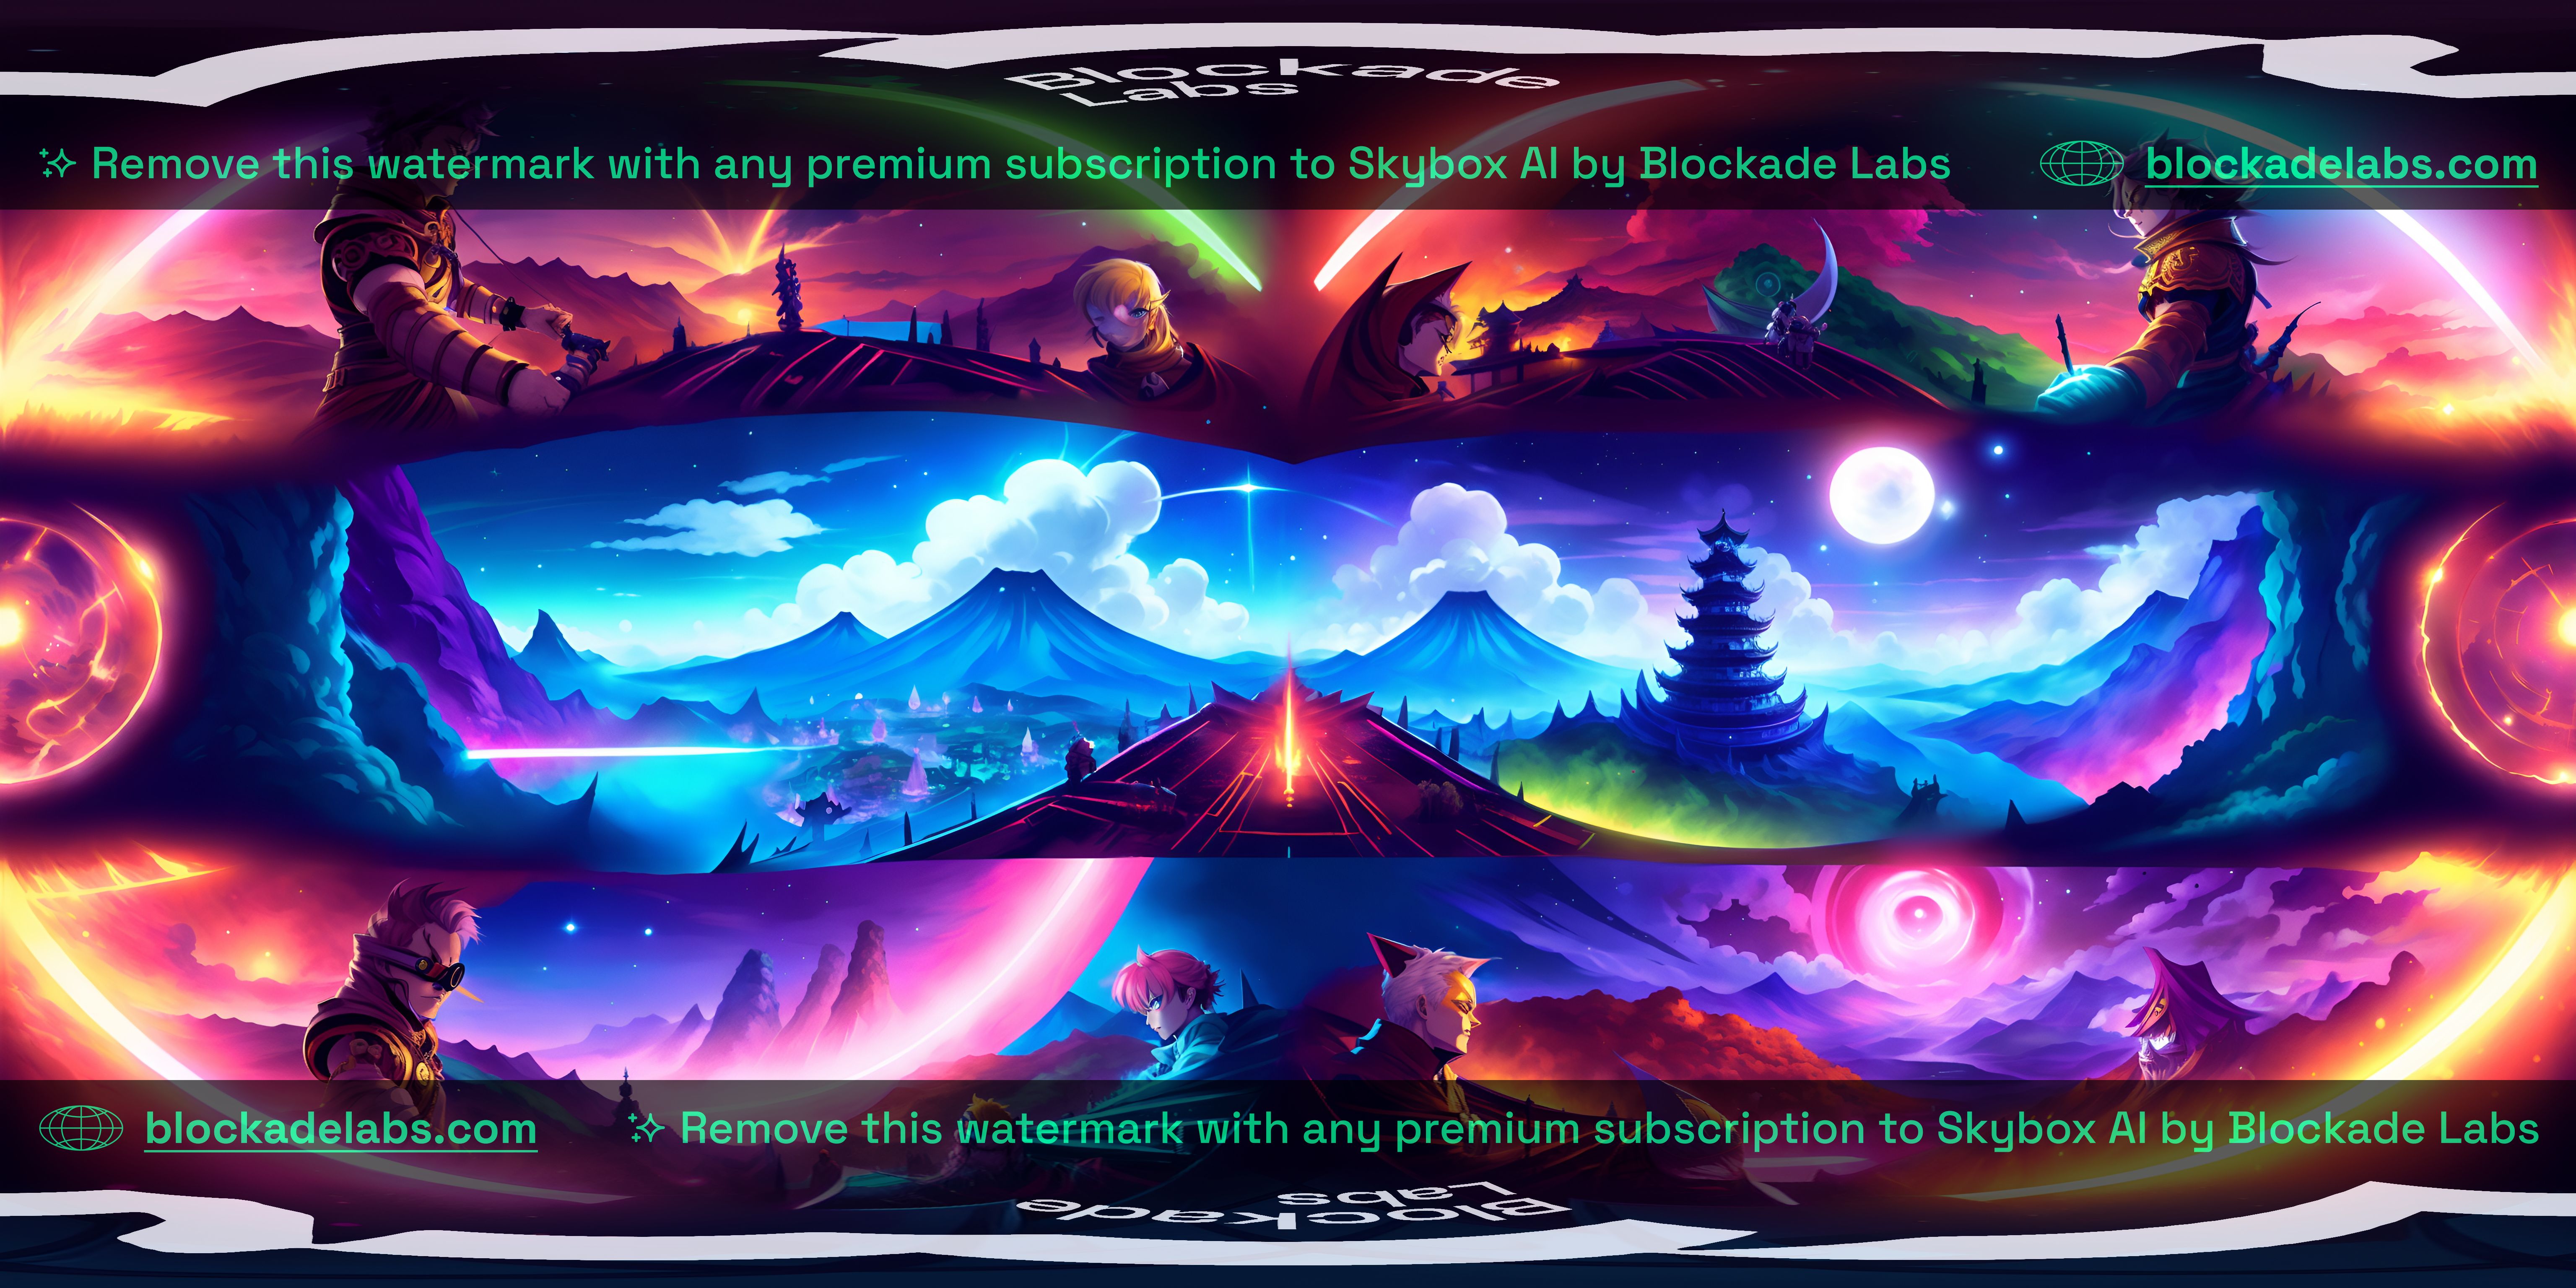 Blockade
Labs
Remove this watermark with any premium subscription to Skybox AI by Blockade Labs
blockadelabs.com
blockadelabs.com
Remove this watermark with any premium subscription to Skybox AI by Blockade Labs
Labs
Blockade